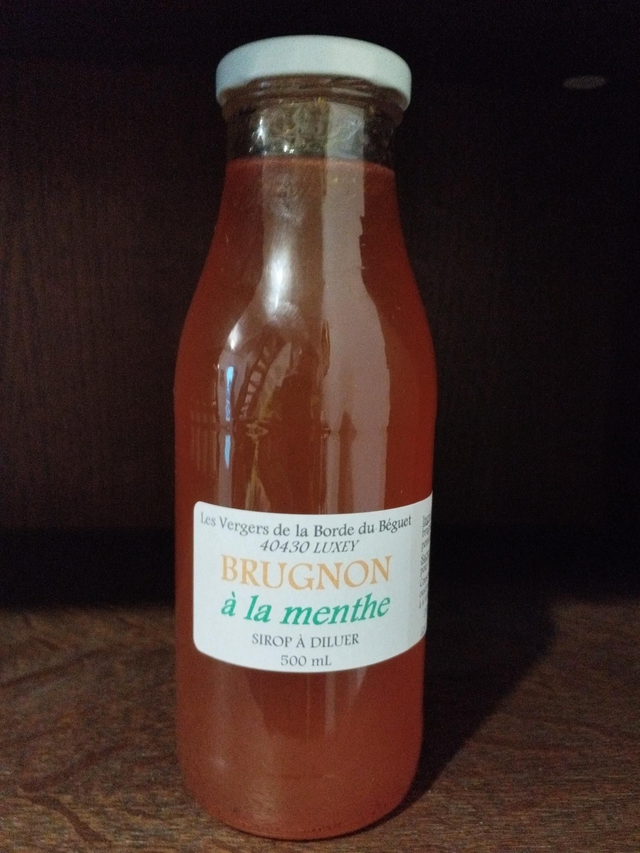 Les Vergers de la Borde du Béguet
40430 LUXEY
BRUGNON
à la menthe
SIROP À DILUER
500 mL